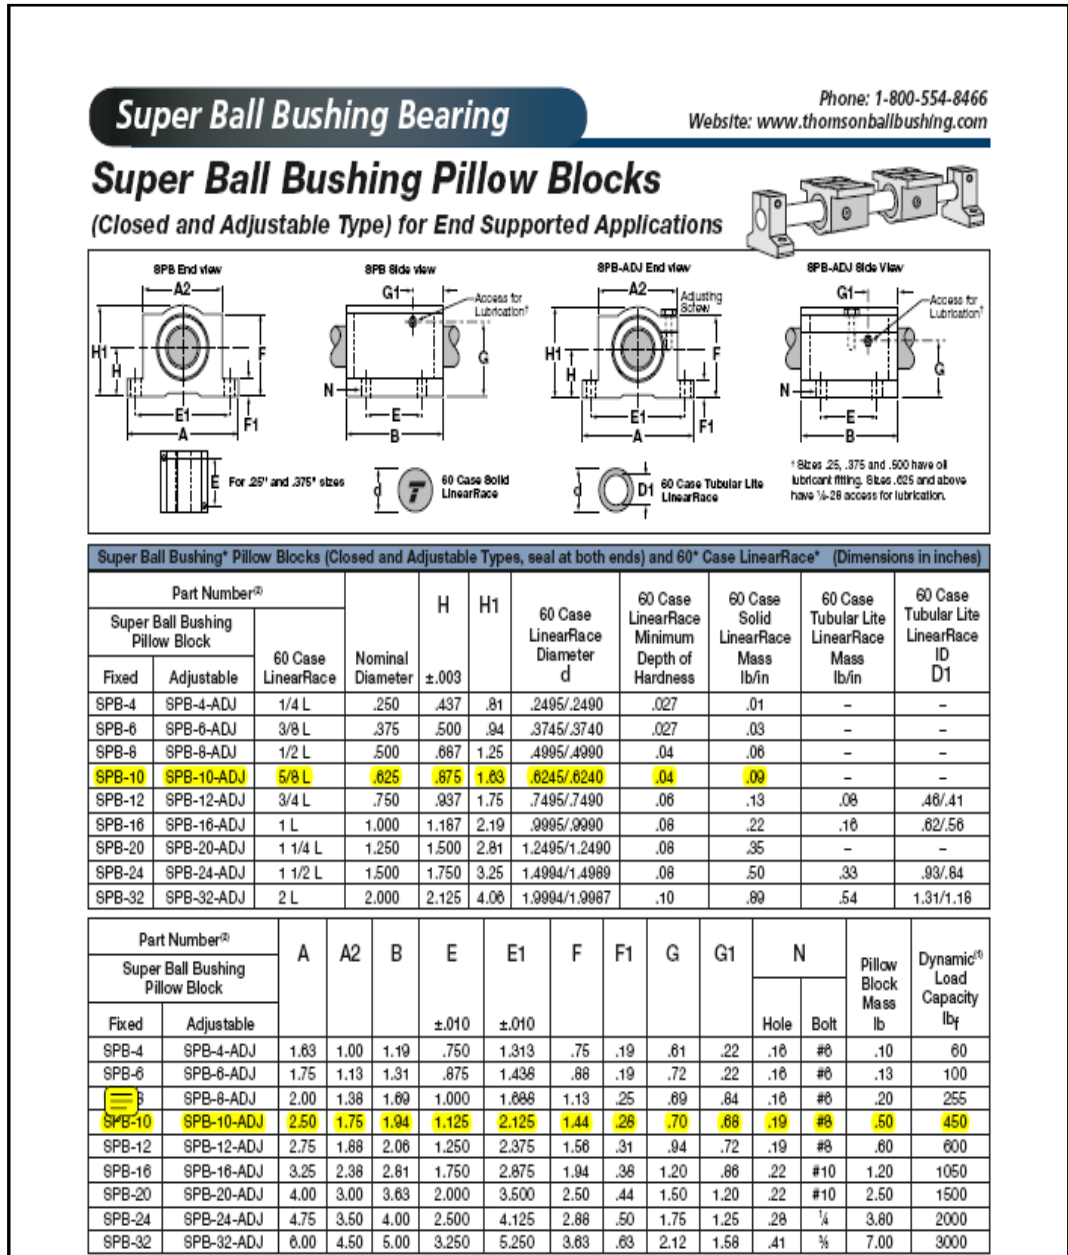 Super Ball Bushing Bearing
Phone: 1-800-554-8466
Website: www.thomsonballbushing.com
Super Ball Bushing Pillow Blocks
(Closed and Adjustable Type) for End Supported Applications
SPB End view
SPB Side view
SPB-ADJ End view
SPB-ADJ Side View
A2
G1
Access for
Lubrication†
A2
Adjusting
Screw
G1
Access for
Lubrication†
H1
H
F
G
H1
H
F
G
N
N
E1
F1
E
E1
F1
E
A
B
A
B
E
For .25" and .375" sizes
d
T
60 Case Solid
LinearRace
d
D1
60 Case Tubular Lite
LinearRace
† Sizes .25, .375 and .500 have oil
lubricant fitting. Sizes .625 and above
have ¼-28 access for lubrication.
Super Ball Bushing* Pillow Blocks (Closed and Adjustable Types, seal at both ends) and 60* Case LinearRace* (Dimensions in inches)
Part Number(2)
Super Ball Bushing
Pillow Block
Fixed Adjustable
60 Case
LinearRace
Nominal
Diameter
H
±.003
H1
60 Case
LinearRace
Diameter
d
60 Case
LinearRace
Minimum
Depth of
Hardness
60 Case
Solid
LinearRace
Mass
lb/in
60 Case
Tubular Lite
LinearRace
Mass
lb/in
60 Case
Tubular Lite
LinearRace
ID
D1
SPB-4 SPB-4-ADJ 1/4 L .250 .437 .81 .2495/.2490 .027 .01 – –
SPB-6 SPB-6-ADJ 3/8 L .375 .500 .94 .3745/.3740 .027 .03 – –
SPB-8 SPB-8-ADJ 1/2 L .500 .687 1.25 .4995/.4990 .04 .06 – –
SPB-10 SPB-10-ADJ 5/8 L .625 .875 1.63 .6245/.6240 .04 .09 – –
SPB-12 SPB-12-ADJ 3/4 L .750 .937 1.75 .7495/.7490 .06 .13 .08 .46/.41
SPB-16 SPB-16-ADJ 1 L 1.000 1.187 2.19 .9995/.9990 .08 .22 .16 .62/.56
SPB-20 SPB-20-ADJ 1 1/4 L 1.250 1.500 2.81 1.2495/1.2490 .08 .35 – –
SPB-24 SPB-24-ADJ 1 1/2 L 1.500 1.750 3.25 1.4994/1.4989 .08 .50 .33 .93/.84
SPB-32 SPB-32-ADJ 2 L 2.000 2.125 4.06 1.9994/1.9987 .10 .89 .54 1.31/1.18
Part Number(2)
Super Ball Bushing
Pillow Block
Fixed Adjustable
A
A2
B
E
±.010
E1
±.010
F
F1
G
G1
N
Hole Bolt
Pillow
Block
Mass
lb
Dynamic(1)
Load
Capacity
lbf
SPB-4 SPB-4-ADJ 1.63 1.00 1.19 .750 1.313 .75 .19 .61 .22 .16 #6 .10 60
SPB-6 SPB-6-ADJ 1.75 1.13 1.31 .875 1.438 .88 .19 .72 .22 .16 #6 .13 100
SPB-8-ADJ 2.00 1.38 1.69 1.000 1.688 1.13 .25 .69 .84 .16 #6 .20 255
SPB-10 SPB-10-ADJ 2.50 1.75 1.94 1.125 2.125 1.44 .28 .70 .68 .19 #8 .50 450
SPB-12 SPB-12-ADJ 2.75 1.88 2.06 1.250 2.375 1.56 .31 .94 .72 .19 #8 .60 600
SPB-16 SPB-16-ADJ 3.25 2.38 2.81 1.750 2.875 1.94 .38 1.20 .86 .22 #10 1.20 1050
SPB-20 SPB-20-ADJ 4.00 3.00 3.63 2.000 3.500 2.50 .44 1.50 1.20 .22 #10 2.50 1500
SPB-24 SPB-24-ADJ 4.75 3.50 4.00 2.500 4.125 2.88 .50 1.75 1.25 .28 ¼ 3.80 2000
SPB-32 SPB-32-ADJ 6.00 4.50 5.00 3.250 5.250 3.63 .63 2.12 1.58 .41 ⅜ 7.00 3000